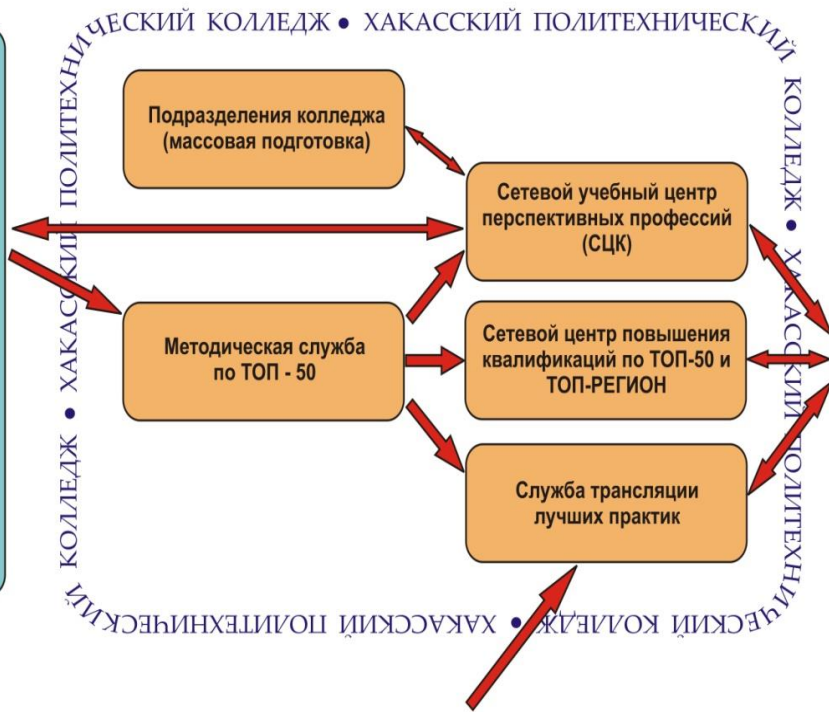 ХАКАССКИЙ ПОЛИТЕХНИЧЕСКИЙ КОЛЛЕДЖ • ХАКАССКИЙ ПОЛИТЕХНИЧЕСКИЙ КОЛЛЕДЖ • ХАКАССКИЙ ПОЛИТЕХНИЧЕСКИЙ КОЛЛЕДЖ • ХАКАССКИЙ ПОЛИТЕХНИЧЕСКИЙ КОЛЛЕДЖ •
Подразделения колледжа
(массовая подготовка)
Сетевой учебный центр
перспективных профессий
(СЦК)
Методическая служба
по ТОП - 50
Сетевой центр повышения
квалификаций по ТОП-50 и
ТОП-РЕГИОН
Служба трансляции
лучших практик